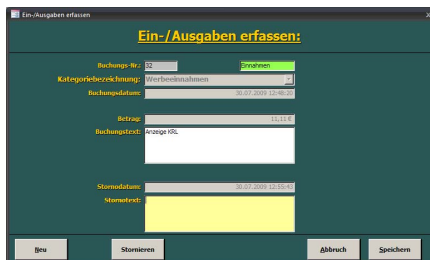 Ein-/Ausgaben erfassen
Ein-/Ausgaben erfassen:
Buchungs-Nr.: 32 Einnahmen
Kategoriebezeichnung: Werbeeinnahmen
Buchungsdatum: 30.07.2009 12:48:20
Betrag: 11,11 €
Buchungstext: Anzeige KRL
Stornodatum: 30.07.2009 12:55:43
Stornotext:
Neu Stornieren Abbruch Speichern